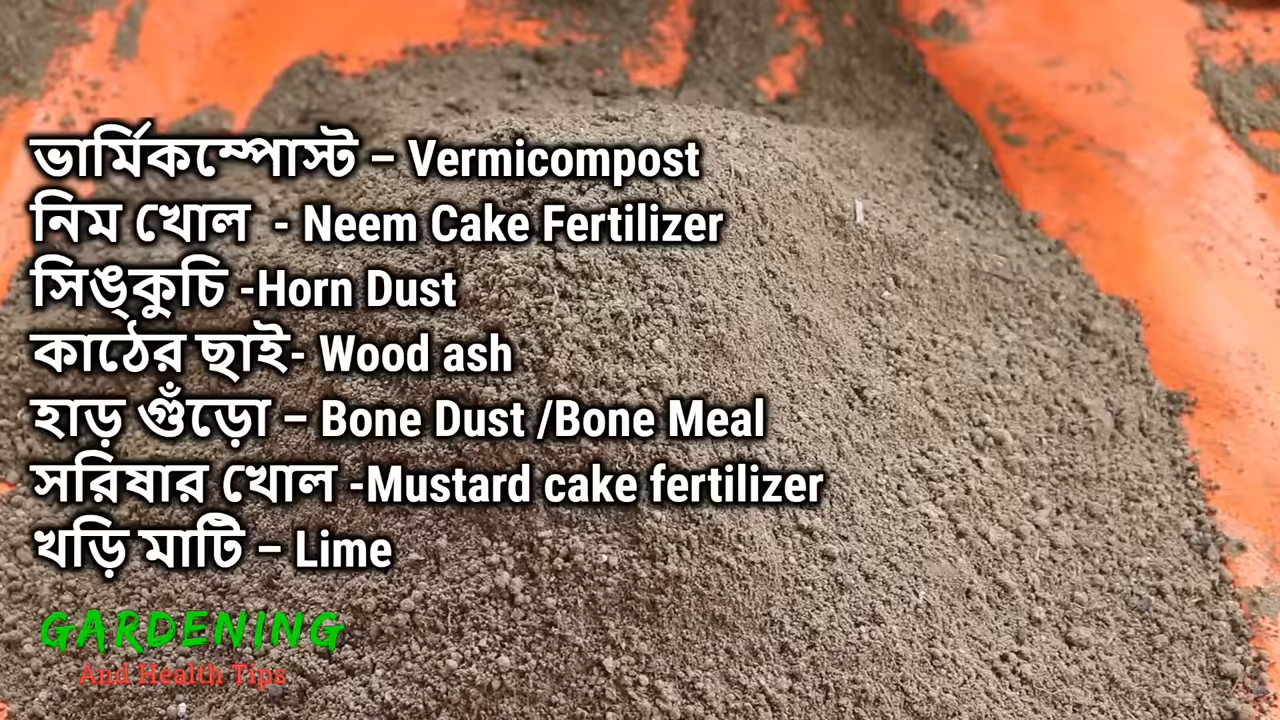 ভার্মিকম্পোস্ট – Vermicompost
নিম খোল - Neem Cake Fertilizer
সিঙ্কুচি -Horn Dust
কাঠের ছাই- Wood ash
হাড় গুঁড়ো – Bone Dust /Bone Meal
সরিষার খোল -Mustard cake fertilizer
খড়ি মাটি – Lime
GARDENING
And Health Tips